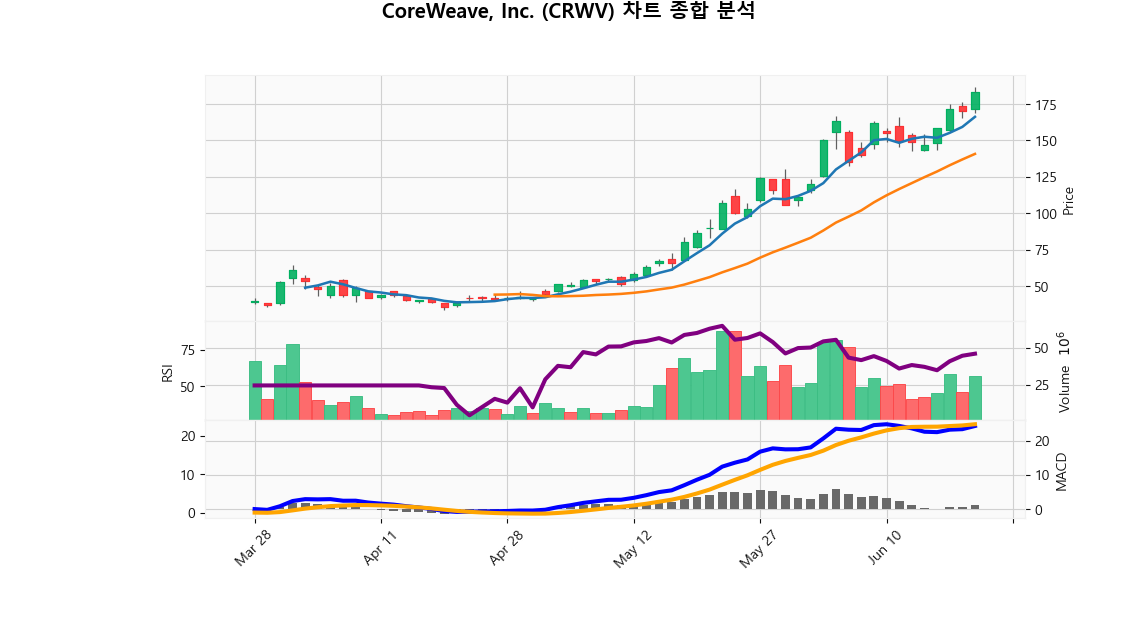 CoreWeave, Inc. (CRWV) 차트 종합 분석
175
150
125
100
75
50
Price
75
50
RSI
50
25
Volume 10^6
20
10
0
20
10
0
MACD
Mar 28
Apr 11
Apr 28
May 12
May 27
Jun 10